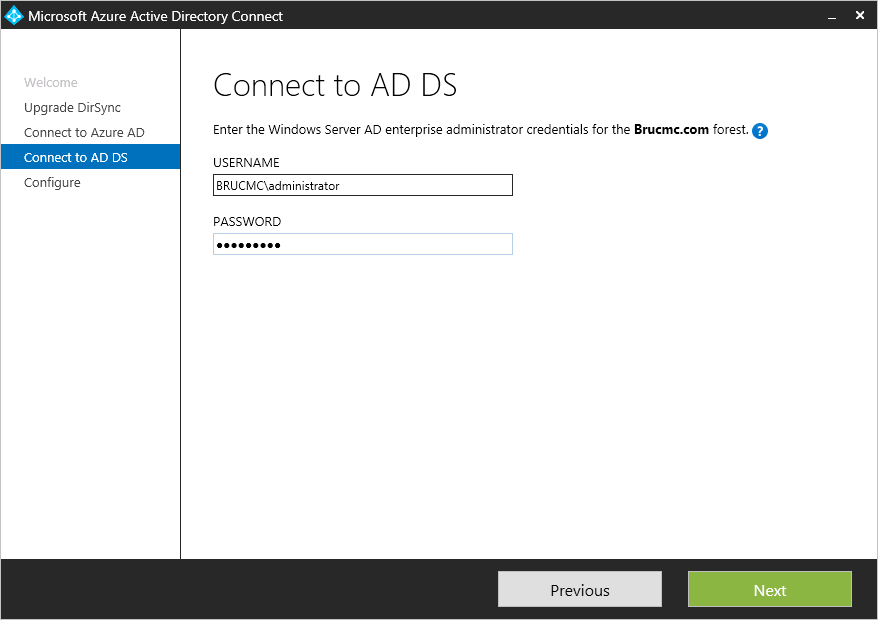 Microsoft Azure Active Directory Connect
Welcome
Upgrade DirSync
Connect to Azure AD
Connect to AD DS
Configure
Connect to AD DS
Enter the Windows Server AD enterprise administrator credentials for the Brucmc.com forest. ?
USERNAME
BRUCMC\administrator
PASSWORD
●●●●●●●●●
Previous
Next